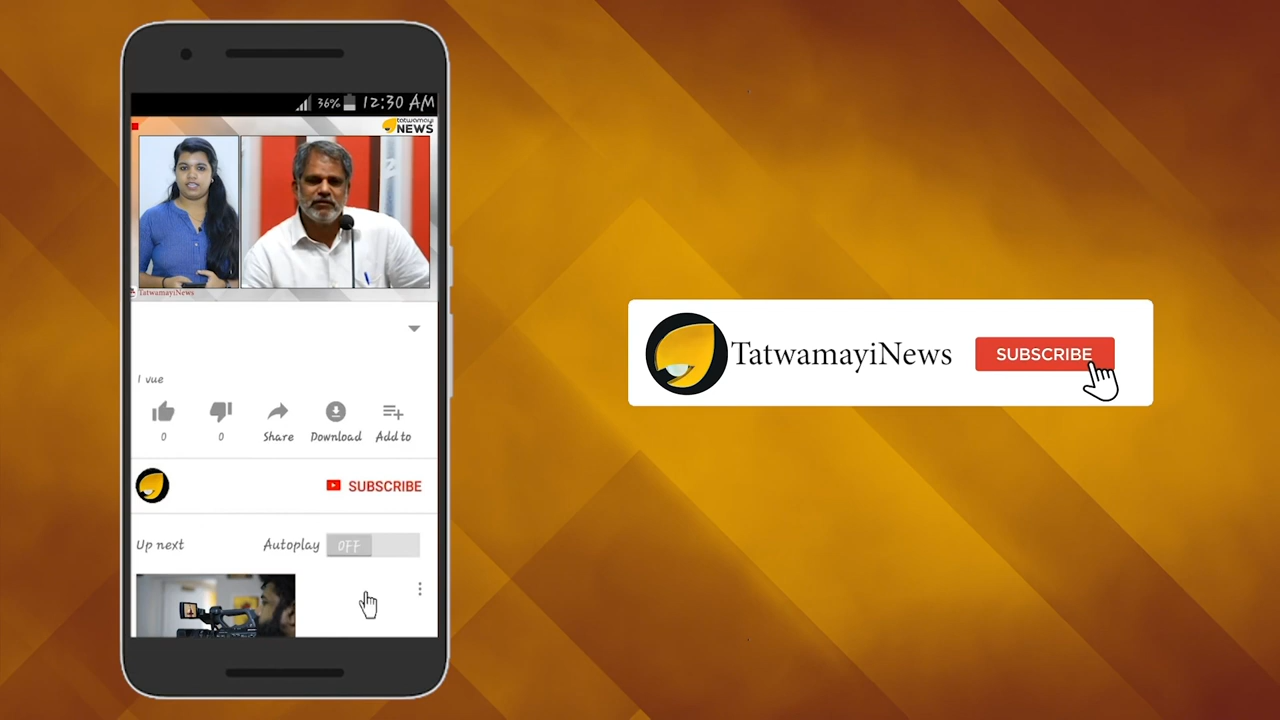 36% 12:30 AM
tatwamayi
NEWS
TatwamayiNews
1 vue
0
0
Share
Download
Add to
SUBSCRIBE
Up next
Autoplay
OFF
TatwamayiNews
SUBSCRIBE